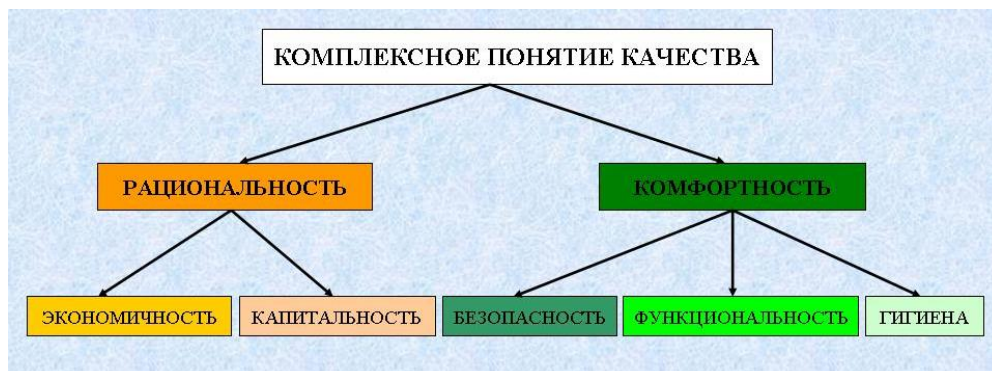 КОМПЛЕКСНОЕ ПОНЯТИЕ КАЧЕСТВА
РАЦИОНАЛЬНОСТЬ
КОМФОРТНОСТЬ
ЭКОНОМИЧНОСТЬ
КАПИТАЛЬНОСТЬ
БЕЗОПАСНОСТЬ
ФУНКЦИОНАЛЬНОСТЬ
ГИГИЕНА